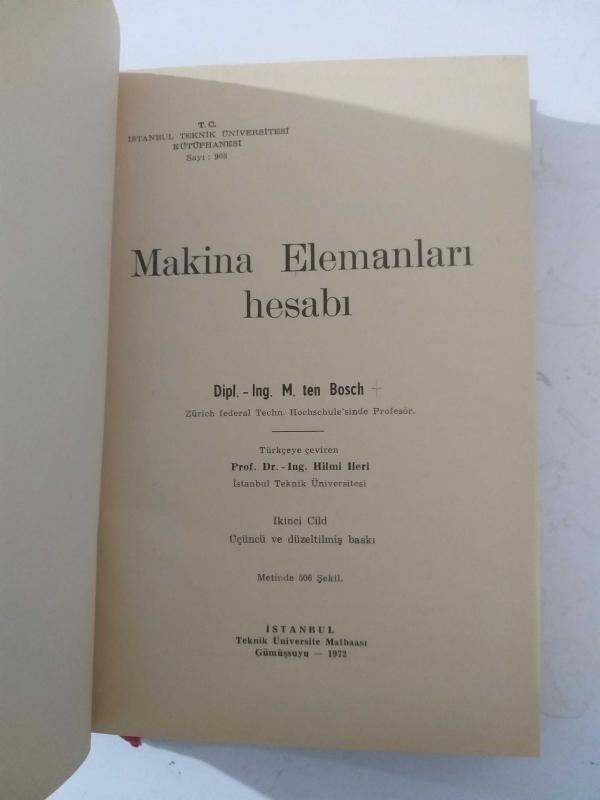 T. C.
İSTANBUL TEKNİK ÜNİVERSİTESİ
KÜTÜPHANESİ
Sayı : 908
Makina Elemanları
hesabı
Dipl. - Ing. M. ten Bosch
Zürich federal Techn. Hochschule'sinde Profesör.
Türkçeye çeviren
Prof. Dr. - Ing. Hilmi Ileri
İstanbul Teknik Üniversitesi
Ikinci Cild
Üçüncü ve düzeltilmiş baskı
Metinde 506 Şekil.
İSTANBUL
Teknik Üniversite Matbaası
Gümüşsuyu — 1972